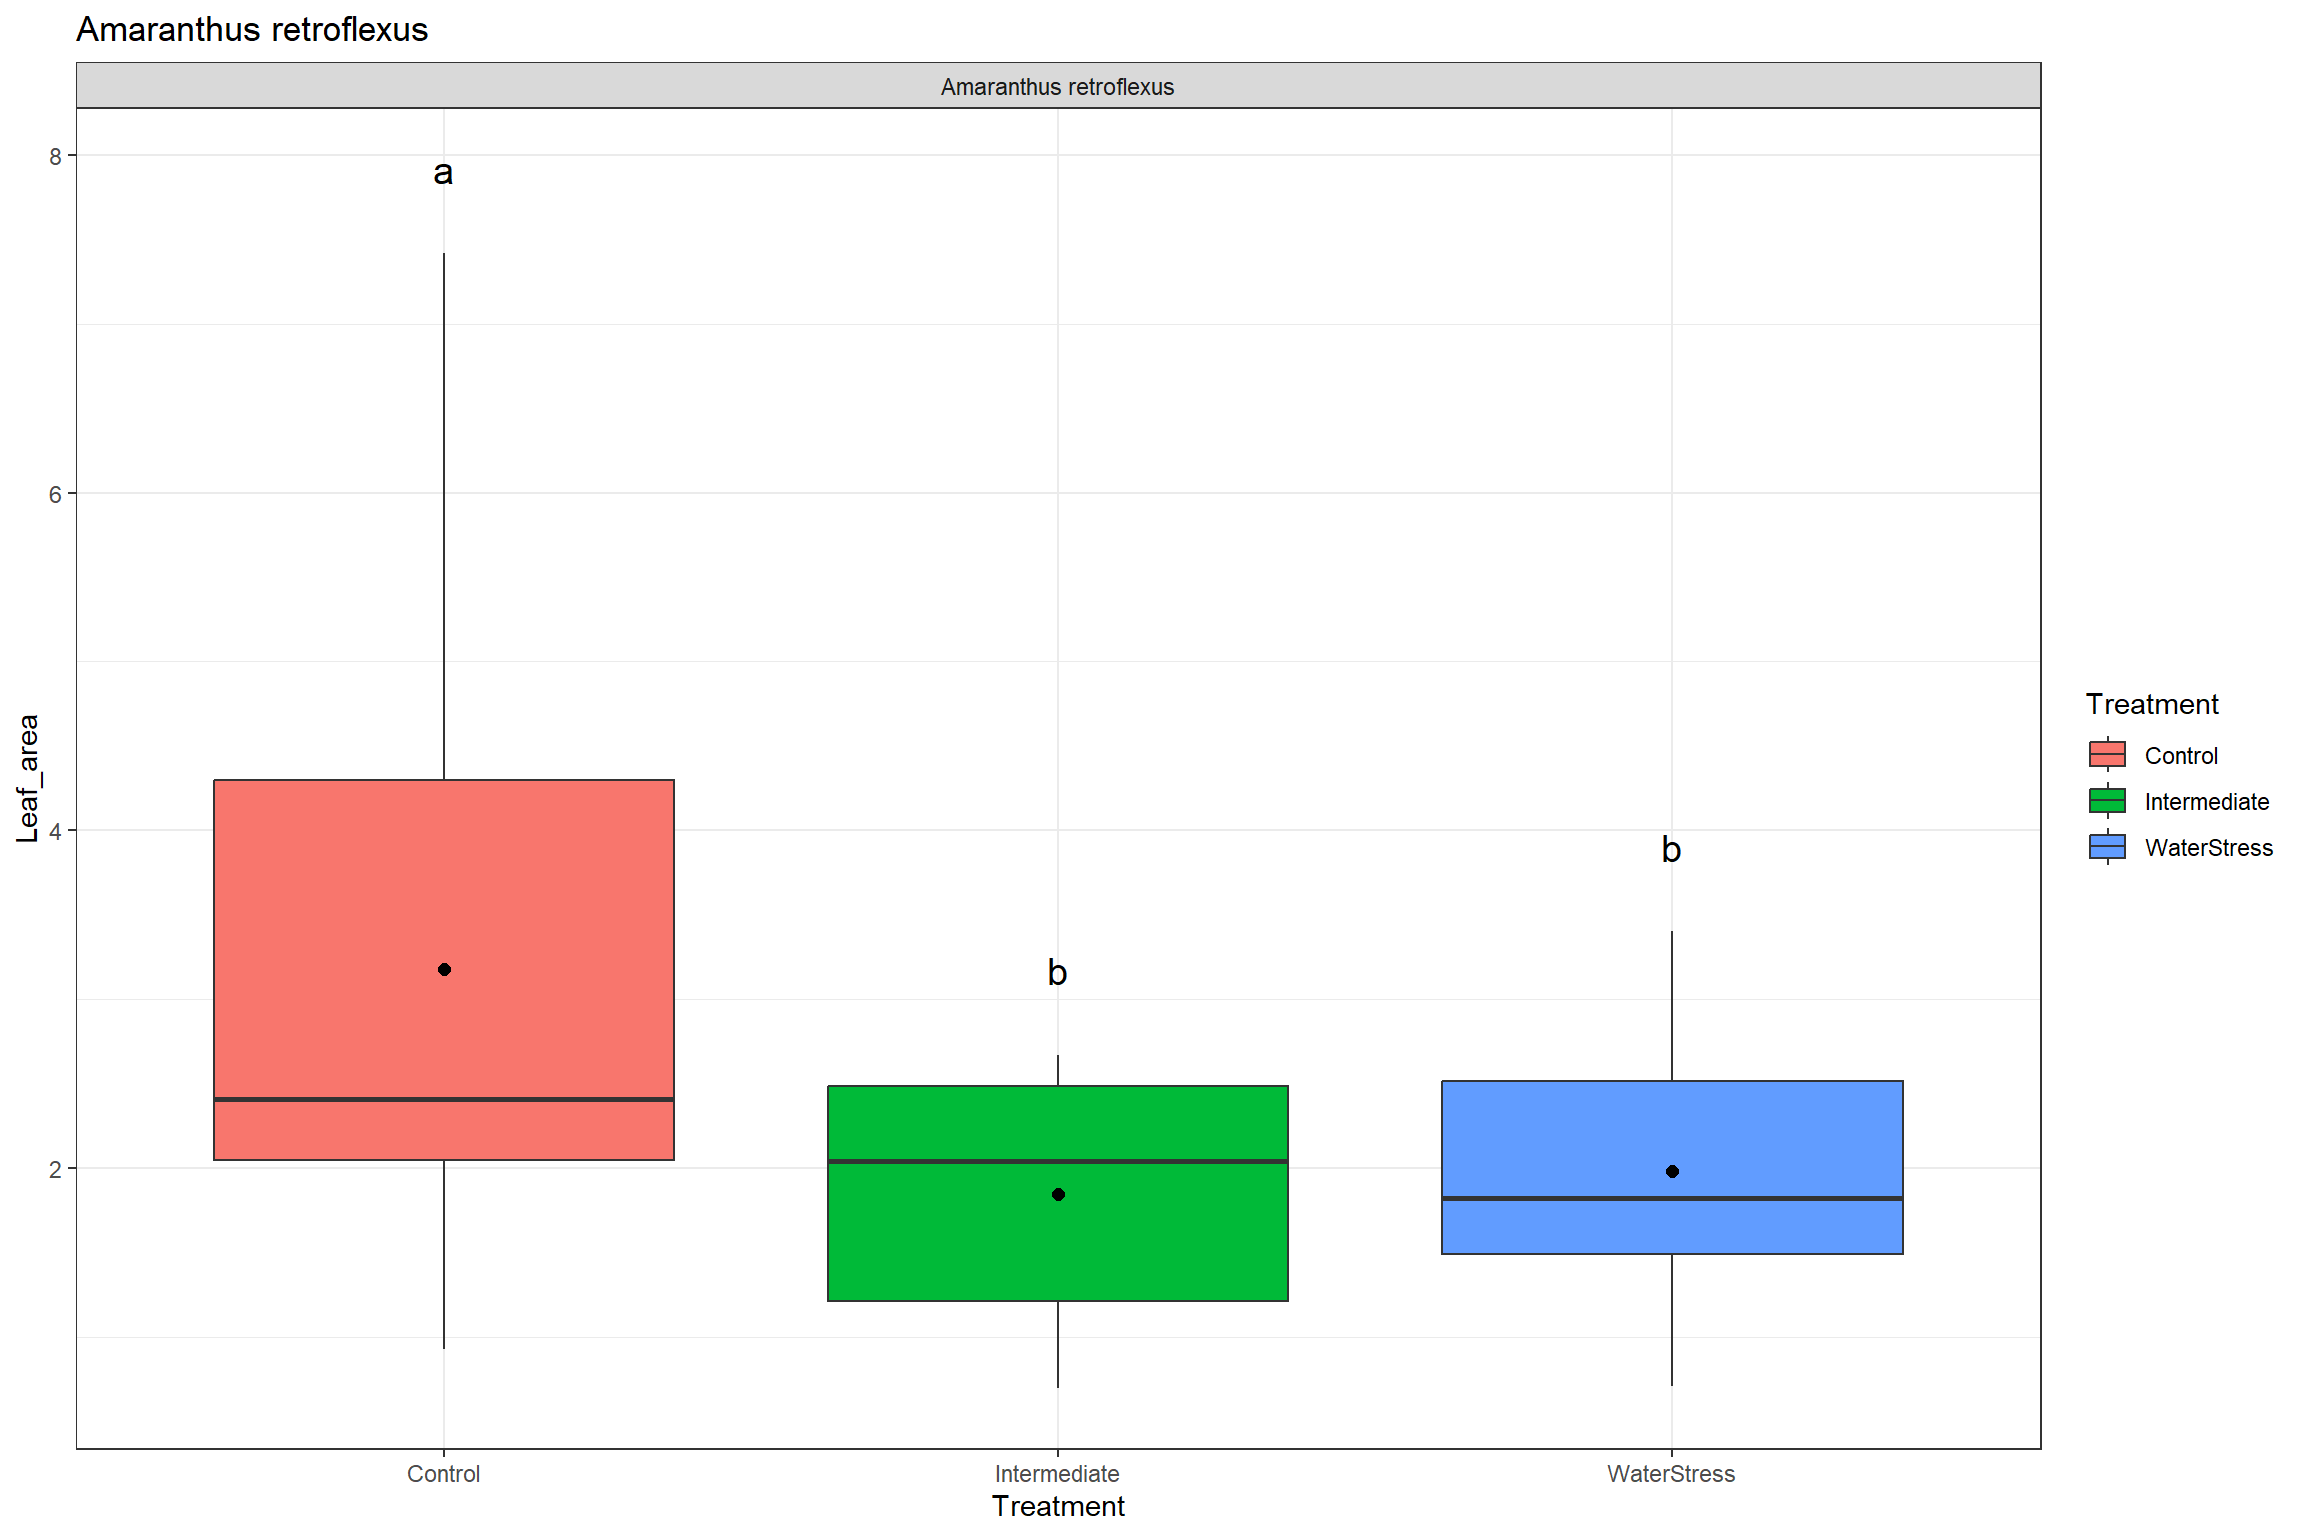 Amaranthus retroflexus
Amaranthus retroflexus
8
6
4
2
Leaf_area
a
b
b
Control
Intermediate
WaterStress
Treatment
Treatment
Control
Intermediate
WaterStress